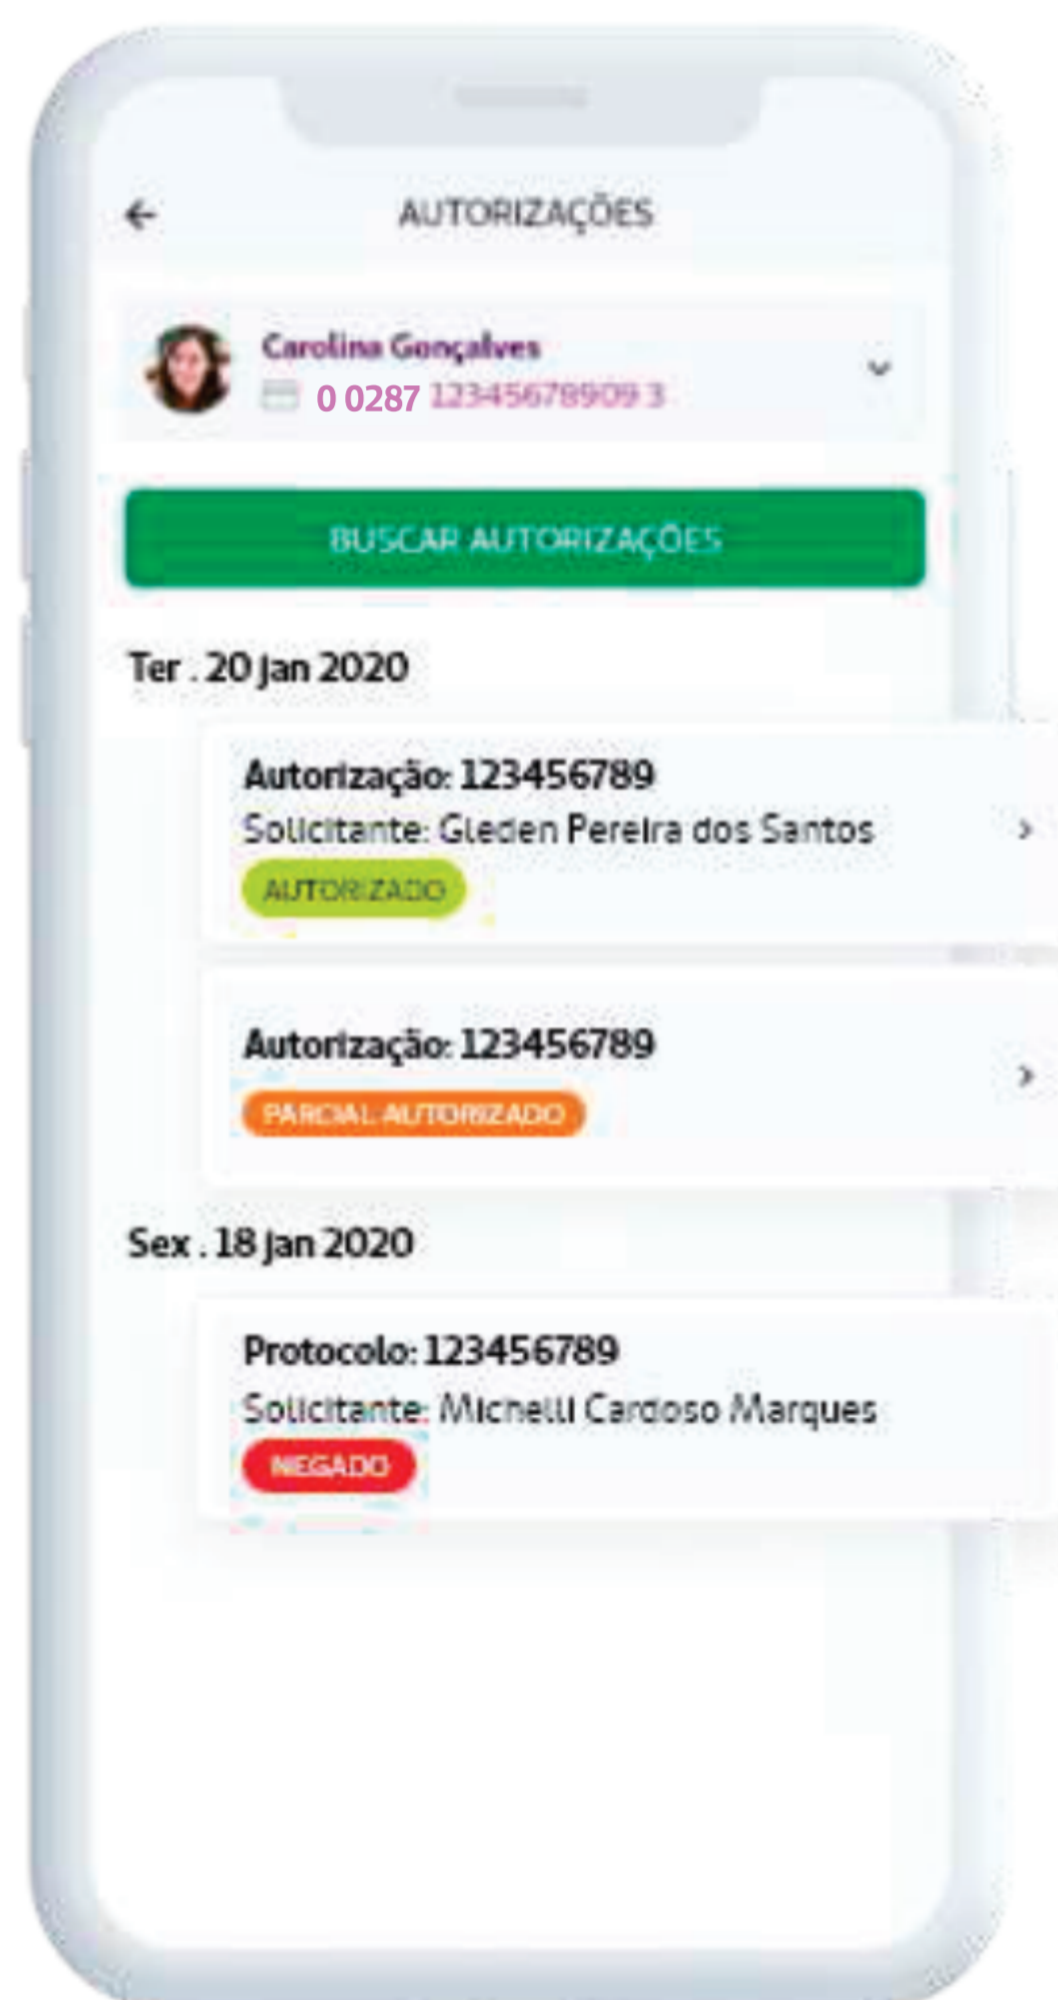 AUTORIZAÇÕES
Carolina Gonçalves
0 0287 12345678909 3
BUSCAR AUTORIZAÇÕES
Ter . 20 Jan 2020
Autorização: 123456789
Solicitante: Gleden Pereira dos Santos
AUTORIZADO
Autorização: 123456789
PARCIAL AUTORIZADO
Sex . 18 Jan 2020
Protocolo: 123456789
Solicitante: Michelli Cardoso Marques
NEGADO